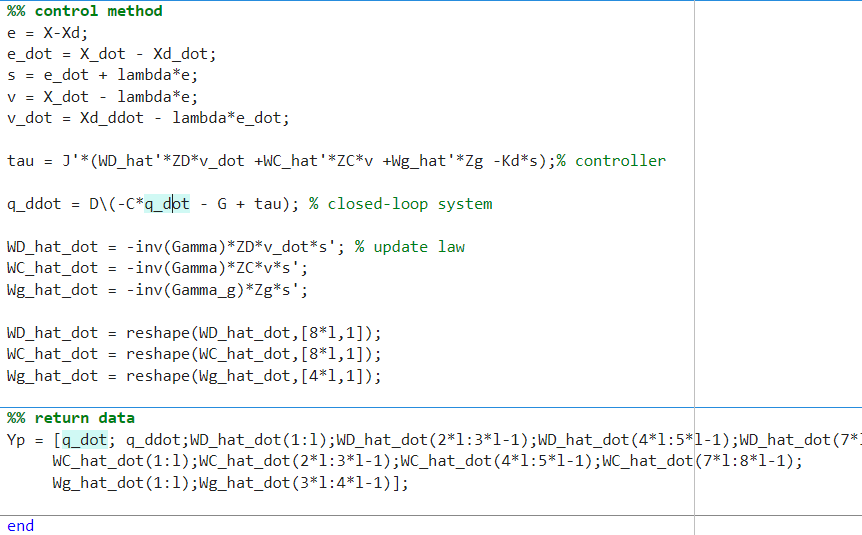 %% control method
e = X-Xd;
e_dot = X_dot - Xd_dot;
s = e_dot + lambda*e;
v = X_dot - lambda*e;
v_dot = Xd_ddot - lambda*e_dot;
tau = J'*(WD_hat'*ZD*v_dot +WC_hat'*ZC*v +Wg_hat'*Zg -Kd*s);% controller
q_ddot = D\(-C*q_dot - G + tau); % closed-loop system
WD_hat_dot = -inv(Gamma)*ZD*v_dot*s'; % update law
WC_hat_dot = -inv(Gamma)*ZC*v*s';
Wg_hat_dot = -inv(Gamma_g)*Zg*s';
WD_hat_dot = reshape(WD_hat_dot,[8*l,1]);
WC_hat_dot = reshape(WC_hat_dot,[8*l,1]);
Wg_hat_dot = reshape(Wg_hat_dot,[4*l,1]);
%% return data
Yp = [q_dot; q_ddot;WD_hat_dot(1:l);WD_hat_dot(2*l:3*l-1);WD_hat_dot(4*l:5*l-1);WD_hat_dot(7*l
WC_hat_dot(1:l);WC_hat_dot(2*l:3*l-1);WC_hat_dot(4*l:5*l-1);WC_hat_dot(7*l:8*l-1);
Wg_hat_dot(1:l);Wg_hat_dot(3*l:4*l-1)];
end